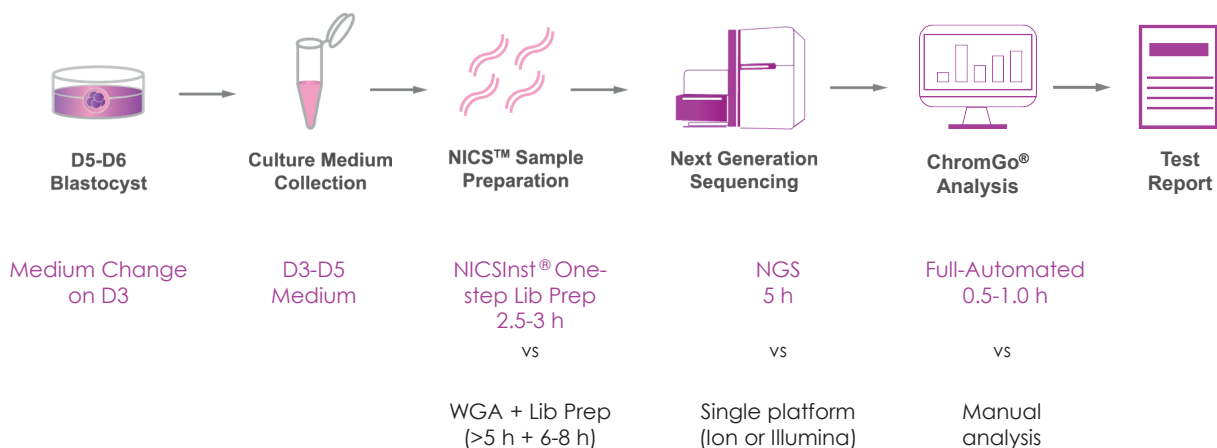 D5-D6
Blastocyst
Culture Medium
Collection
NICS™ Sample
Preparation
Next Generation
Sequencing
ChromGo®
Analysis
Test
Report
Medium Change
on D3
D3-D5
Medium
NICSInst® One-
step Lib Prep
2.5-3 h
vs
WGA + Lib Prep
(>5 h + 6-8 h)
NGS
5 h
vs
Single platform
(Ion or Illumina)
Full-Automated
0.5-1.0 h
vs
Manual
analysis